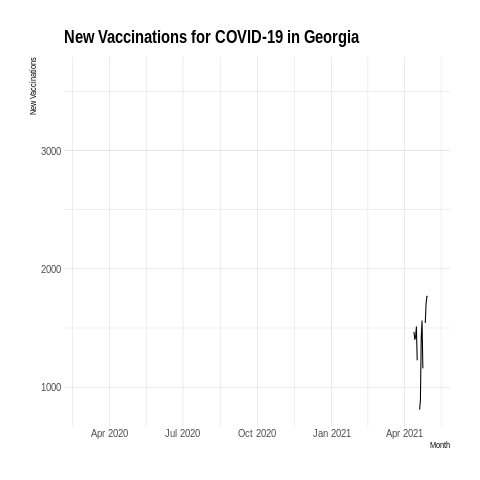 New Vaccinations for COVID-19 in Georgia
New Vaccinations
3000
2000
1000
Apr 2020
Jul 2020
Oct 2020
Jan 2021
Apr 2021
Month